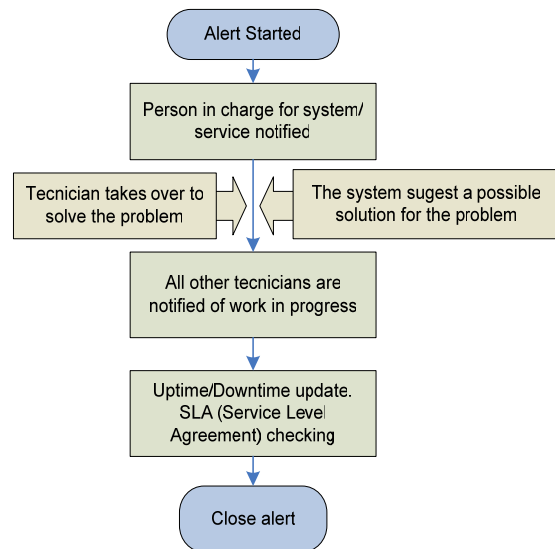 Alert Started
Person in charge for system/
service notified
Tecnician takes over to
solve the problem
The system sugest a possible
solution for the problem
All other tecnicians are
notified of work in progress
Uptime/Downtime update.
SLA (Service Level
Agreement) checking
Close alert